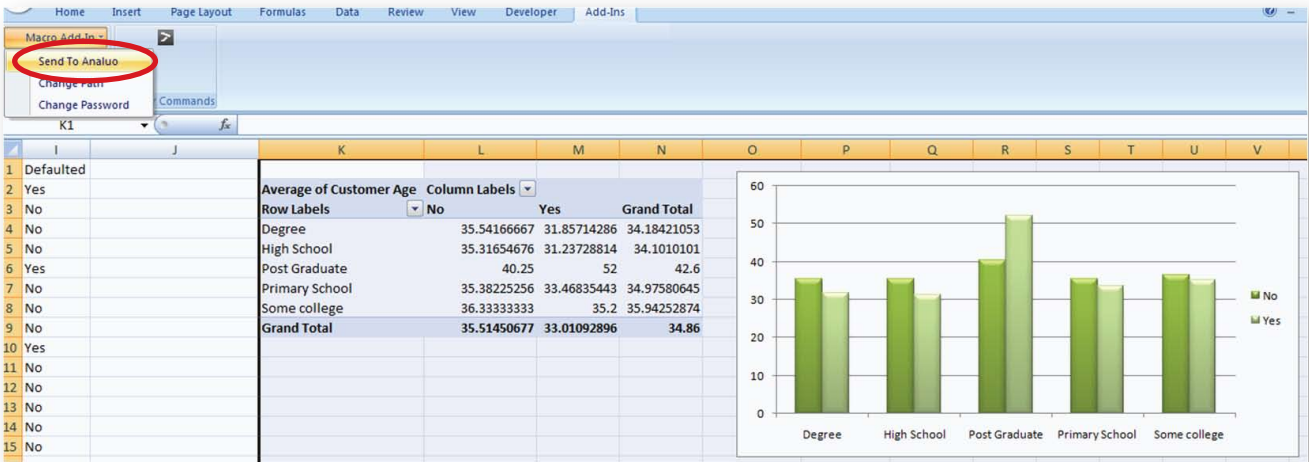 Home Insert Page Layout Formulas Data Review View Developer Add-Ins
Macro Add-In
Send To Analuo
Change Path
Change Password
Commands
K1 fx
I J K L M N O P Q R S T U V
1 Defaulted
2 Yes Average of Customer Age Column Labels
3 No Row Labels No Yes Grand Total
4 No Degree 35.54166667 31.85714286 34.18421053
5 No High School 35.31654676 31.23728814 34.1010101
6 Yes Post Graduate 40.25 52 42.6
7 No Primary School 35.38225256 33.46835443 34.97580645
8 No Some college 36.33333333 35.2 35.94252874
9 No Grand Total 35.51450677 33.01092896 34.86
10 Yes
11 No
12 No
13 No
14 No
15 No
60
50
40
30
20
10
0
Degree High School Post Graduate Primary School Some college
No
Yes